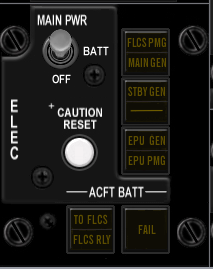 MAIN PWR
BATT
OFF
FLCS PMG
MAIN GEN
STBY GEN
ELEC
+ CAUTION
RESET
EPU GEN
EPU PMG
ACFT BATT
TO FLCS
FLCS RLY
FAIL